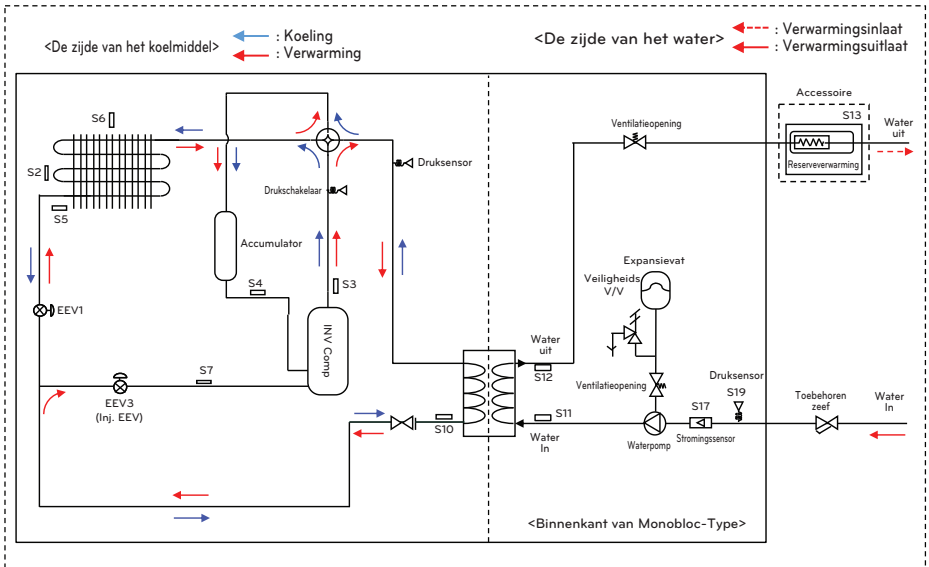 <De zijde van het koelmiddel>
: Koeling
: Verwarming
<De zijde van het water>
: Verwarmingsinlaat
: Verwarmingsuitlaat
Accessoire
S13
Water
uit
Reserveverwarming
Ventilatieopening
S6
S2
S5
Druksensor
Drukschakelaar
Accumulator
S4
S3
INV Comp
EEV1
S7
EEV3
(Inj. EEV)
S10
Expansievat
Veiligheids
V/V
Water
uit
S12
Ventilatieopening
Druksensor
S19
S17
Toebehoren
zeef
Water
In
S11
Water
In
Waterpomp
Stromingssensor
<Binnenkant van Monobloc-Type>